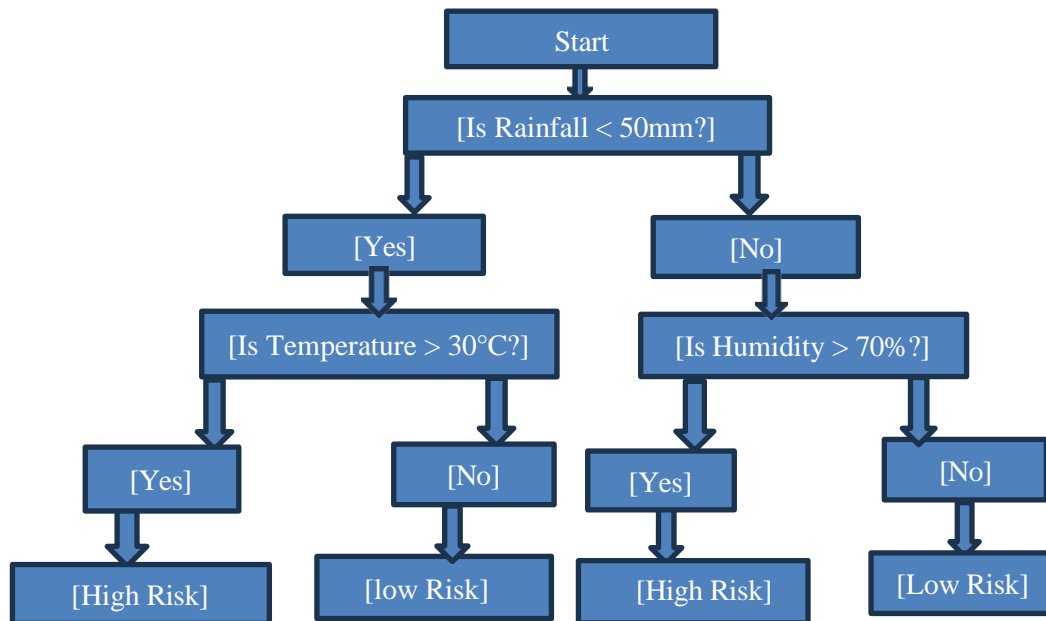 Start
[Is Rainfall < 50mm?]
[Yes]
[No]
[Is Temperature > 30°C?]
[Is Humidity > 70%?]
[Yes]
[No]
[Yes]
[No]
[High Risk]
[low Risk]
[High Risk]
[Low Risk]